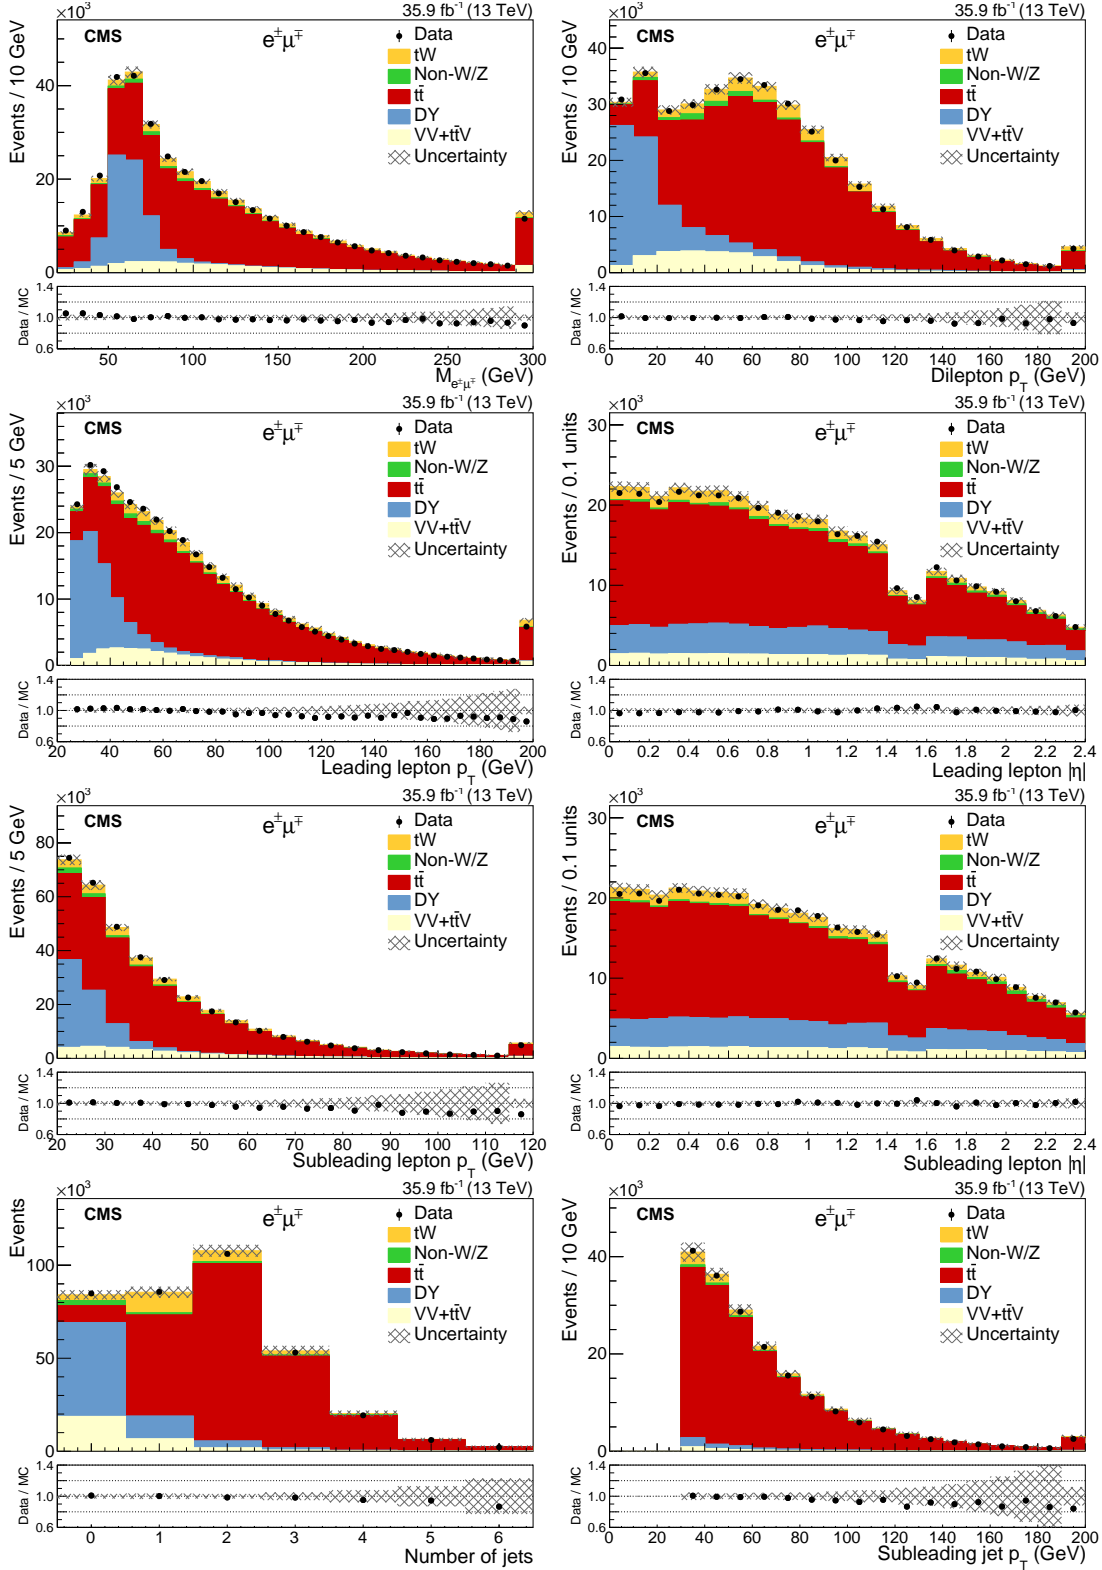 ×10³ 35.9 fb⁻¹ (13 TeV)
CMS e±μ∓
Data
tW
Non-W/Z
tt̄
DY
VV+tt̄V
Uncertainty
Events / 10 GeV
40
20
0
Data / MC
1.4
1.0
0.6
50 100 150 200 250 300
M e±μ∓ (GeV)
×10³ 35.9 fb⁻¹ (13 TeV)
CMS e±μ∓
Data
tW
Non-W/Z
tt̄
DY
VV+tt̄V
Uncertainty
Events / 10 GeV
40
30
20
10
0
Data / MC
1.4
1.0
0.6
0 20 40 60 80 100 120 140 160 180 200
Dilepton p_T (GeV)
×10³ 35.9 fb⁻¹ (13 TeV)
CMS e±μ∓
Data
tW
Non-W/Z
tt̄
DY
VV+tt̄V
Uncertainty
Events / 5 GeV
30
20
10
0
Data / MC
1.4
1.0
0.6
20 40 60 80 100 120 140 160 180 200
Leading lepton p_T (GeV)
×10³ 35.9 fb⁻¹ (13 TeV)
CMS e±μ∓
Data
tW
Non-W/Z
tt̄
DY
VV+tt̄V
Uncertainty
Events / 0.1 units
30
20
10
0
Data / MC
1.4
1.0
0.6
0 0.2 0.4 0.6 0.8 1 1.2 1.4 1.6 1.8 2 2.2 2.4
Leading lepton |η|
×10³ 35.9 fb⁻¹ (13 TeV)
CMS e±μ∓
Data
tW
Non-W/Z
tt̄
DY
VV+tt̄V
Uncertainty
Events / 5 GeV
80
60
40
20
0
Data / MC
1.4
1.0
0.6
20 30 40 50 60 70 80 90 100 110 120
Subleading lepton p_T (GeV)
×10³ 35.9 fb⁻¹ (13 TeV)
CMS e±μ∓
Data
tW
Non-W/Z
tt̄
DY
VV+tt̄V
Uncertainty
Events / 0.1 units
30
20
10
0
Data / MC
1.4
1.0
0.6
0 0.2 0.4 0.6 0.8 1 1.2 1.4 1.6 1.8 2 2.2 2.4
Subleading lepton |η|
×10³ 35.9 fb⁻¹ (13 TeV)
CMS e±μ∓
Data
tW
Non-W/Z
tt̄
DY
VV+tt̄V
Uncertainty
Events
100
50
0
Data / MC
1.4
1.0
0.6
0 1 2 3 4 5 6
Number of jets
×10³ 35.9 fb⁻¹ (13 TeV)
CMS e±μ∓
Data
tW
Non-W/Z
tt̄
DY
VV+tt̄V
Uncertainty
Events / 10 GeV
40
20
0
Data / MC
1.4
1.0
0.6
0 20 40 60 80 100 120 140 160 180 200
Subleading jet p_T (GeV)